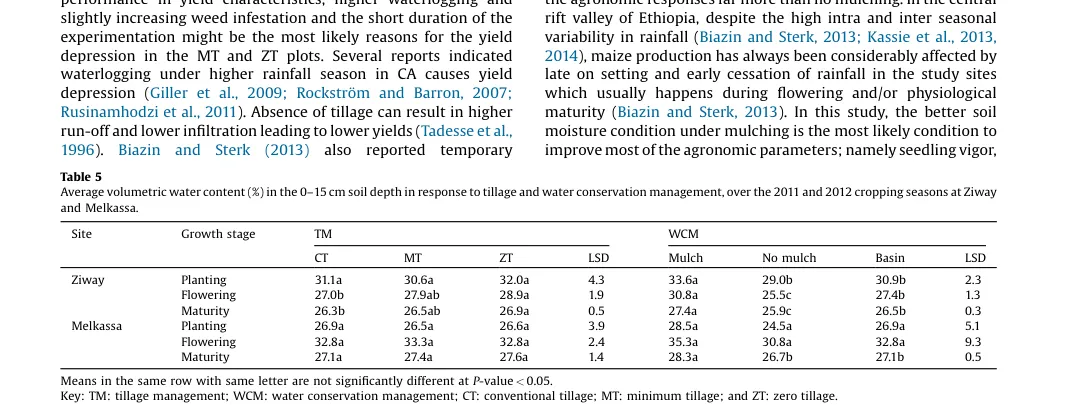 performance in yield characteristics, higher waterlogging and
slightly increasing weed infestation and the short duration of the
experimentation might be the most likely reasons for the yield
depression in the MT and ZT plots. Several reports indicated
waterlogging under higher rainfall season in CA causes yield
depression (Giller et al., 2009; Rockström and Barron, 2007;
Rusinamhodzi et al., 2011). Absence of tillage can result in higher
run-off and lower infiltration leading to lower yields (Tadesse et al.,
1996). Biazin and Sterk (2013) also reported temporary
the agronomic responses far more than no mulching. In the central
rift valley of Ethiopia, despite the high intra and inter seasonal
variability in rainfall (Biazin and Sterk, 2013; Kassie et al., 2013,
2014), maize production has always been considerably affected by
late on setting and early cessation of rainfall in the study sites
which usually happens during flowering and/or physiological
maturity (Biazin and Sterk, 2013). In this study, the better soil
moisture condition under mulching is the most likely condition to
improve most of the agronomic parameters; namely seedling vigor,
Table 5
Average volumetric water content (%) in the 0–15 cm soil depth in response to tillage and water conservation management, over the 2011 and 2012 cropping seasons at Ziway
and Melkassa.
Site Growth stage TM WCM
CT MT ZT LSD Mulch No mulch Basin LSD
Ziway Planting 31.1a 30.6a 32.0a 4.3 33.6a 29.0b 30.9b 2.3
Flowering 27.0b 27.9ab 28.9a 1.9 30.8a 25.5c 27.4b 1.3
Maturity 26.3b 26.5ab 26.9a 0.5 27.4a 25.9c 26.5b 0.3
Melkassa Planting 26.9a 26.5a 26.6a 3.9 28.5a 24.5a 26.9a 5.1
Flowering 32.8a 33.3a 32.8a 2.4 35.3a 30.8a 32.8a 9.3
Maturity 27.1a 27.4a 27.6a 1.4 28.3a 26.7b 27.1b 0.5
Means in the same row with same letter are not significantly different at P-value < 0.05.
Key: TM: tillage management; WCM: water conservation management; CT: conventional tillage; MT: minimum tillage; and ZT: zero tillage.